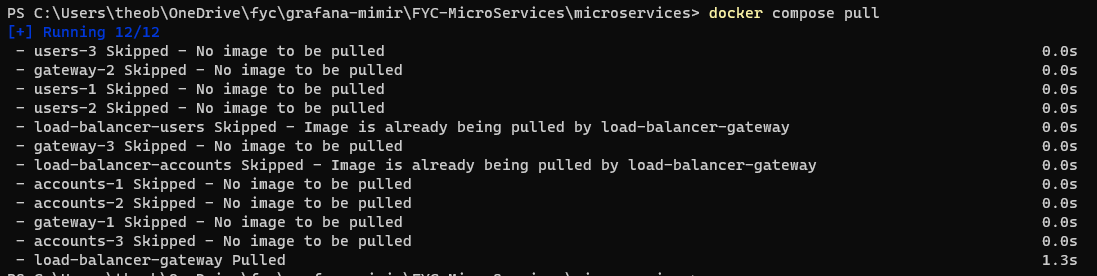 PS C:\Users\theob\OneDrive\fyc\grafana-mimir\FYC-MicroServices\microservices> docker compose pull
[+] Running 12/12
 - users-3 Skipped - No image to be pulled 0.0s
 - gateway-2 Skipped - No image to be pulled 0.0s
 - users-1 Skipped - No image to be pulled 0.0s
 - users-2 Skipped - No image to be pulled 0.0s
 - load-balancer-users Skipped - Image is already being pulled by load-balancer-gateway 0.0s
 - gateway-3 Skipped - No image to be pulled 0.0s
 - load-balancer-accounts Skipped - Image is already being pulled by load-balancer-gateway 0.0s
 - accounts-1 Skipped - No image to be pulled 0.0s
 - accounts-2 Skipped - No image to be pulled 0.0s
 - gateway-1 Skipped - No image to be pulled 0.0s
 - accounts-3 Skipped - No image to be pulled 0.0s
 - load-balancer-gateway Pulled 1.3s